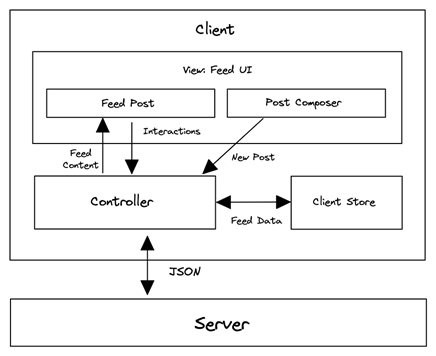 Client
View: Feed UI
Feed Post
Post Composer
Interactions
Feed
Content
New Post
Controller
Client Store
Feed Data
JSON
Server